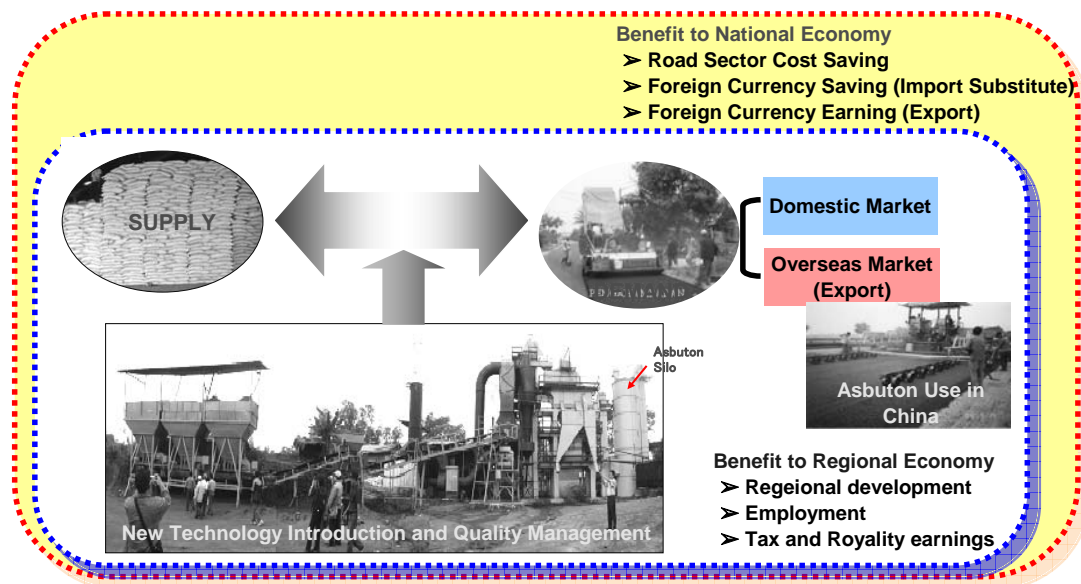 Benefit to National Economy
➢ Road Sector Cost Saving
➢ Foreign Currency Saving (Import Substitute)
➢ Foreign Currency Earning (Export)
SUPPLY
Domestic Market
Overseas Market
(Export)
Asbuton
Silo
Asbuton Use in
China
New Technology Introduction and Quality Management
Benefit to Regional Economy
➢ Regeional development
➢ Employment
➢ Tax and Royality earnings